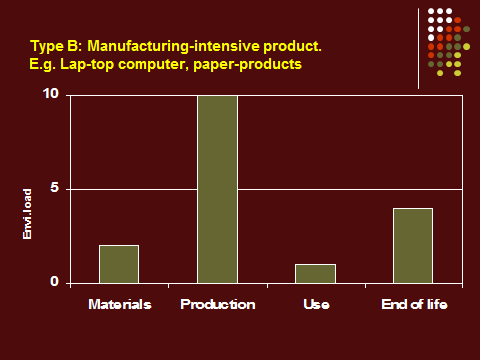 Type B: Manufacturing-intensive product.
E.g. Lap-top computer, paper-products
10
5
0
Envi.load
Materials Production Use End of life